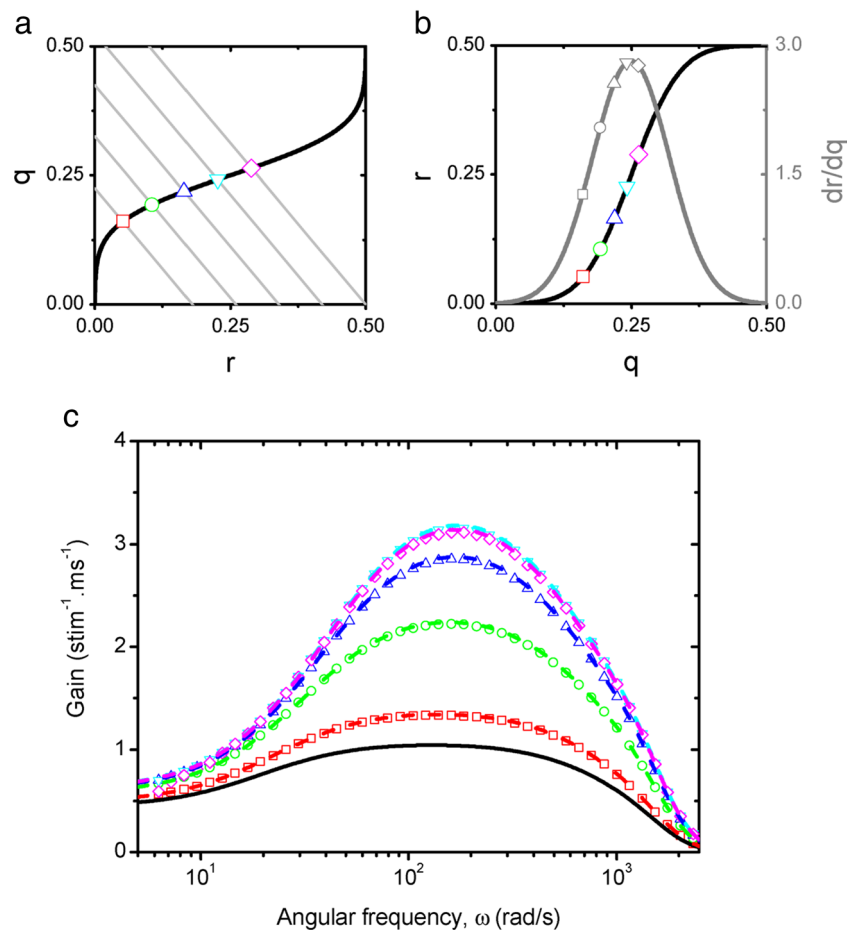 a
0.50
0.25
0.00
q
0.00
0.25
0.50
r
b
0.50
0.25
0.00
r
3.0
1.5
0.0
dr/dq
0.00
0.25
0.50
q
c
4
3
2
1
0
Gain (stim⁻¹.ms⁻¹)
10¹
10²
10³
Angular frequency, ω (rad/s)